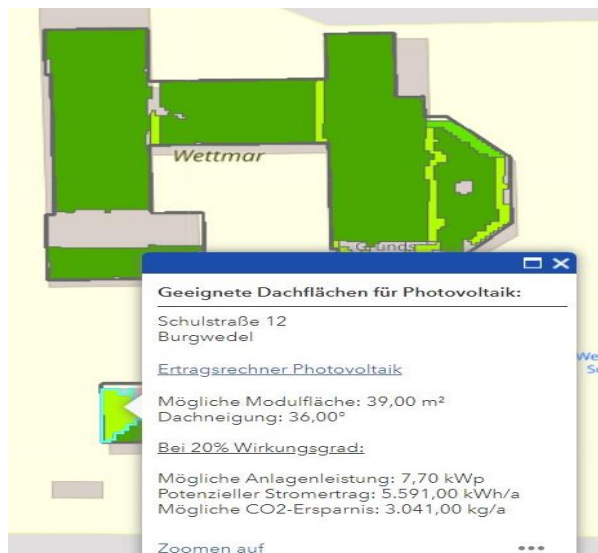 Wettmar
Grunds
Geeignete Dachflächen für Photovoltaik:
Schulstraße 12
Burgwedel
Ertragsrechner Photovoltaik
Mögliche Modulfläche: 39,00 m²
Dachneigung: 36,00°
Bei 20% Wirkungsgrad:
Mögliche Anlagenleistung: 7,70 kWp
Potenzieller Stromertrag: 5.591,00 kWh/a
Mögliche CO2-Ersparnis: 3.041,00 kg/a
Zoomen auf
We